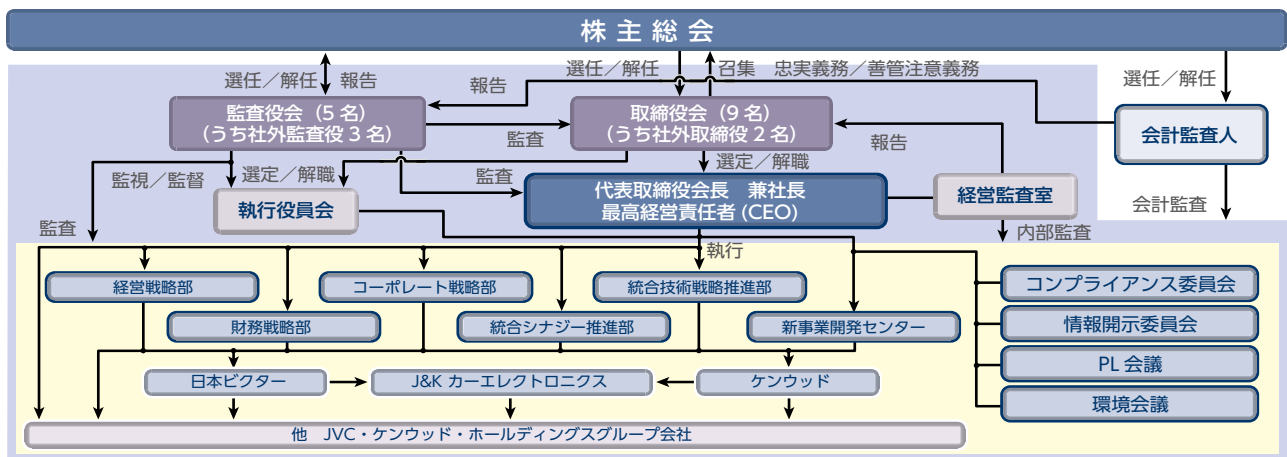 株主総会
選任／解任
報告
報告
選任／解任
召集
忠実義務／善管注意義務
選任／解任
監査役会（5名）
（うち社外監査役3名）
監査
取締役会（9名）
（うち社外取締役2名）
報告
会計監査人
監視／監督
選定／解職
監査
選定／解職
執行役員会
代表取締役会長　兼社長
最高経営責任者(CEO)
経営監査室
会計監査
監査
執行
内部監査
経営戦略部
コーポレート戦略部
統合技術戦略推進部
コンプライアンス委員会
財務戦略部
統合シナジー推進部
新事業開発センター
情報開示委員会
PL会議
日本ビクター
J&Kカーエレクトロニクス
ケンウッド
環境会議
他　JVC・ケンウッド・ホールディングスグループ会社